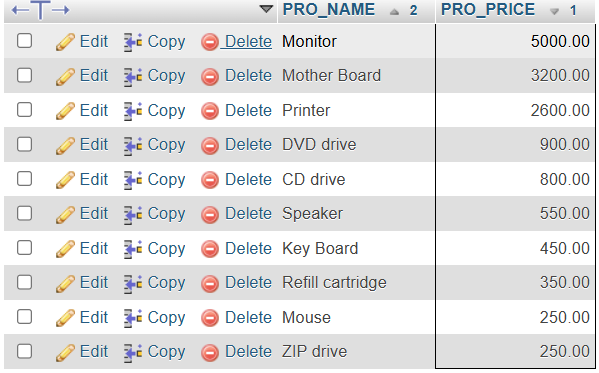 PRO_NAME 2 PRO_PRICE 1
Edit Copy Delete Monitor 5000.00
Edit Copy Delete Mother Board 3200.00
Edit Copy Delete Printer 2600.00
Edit Copy Delete DVD drive 900.00
Edit Copy Delete CD drive 800.00
Edit Copy Delete Speaker 550.00
Edit Copy Delete Key Board 450.00
Edit Copy Delete Refill cartridge 350.00
Edit Copy Delete Mouse 250.00
Edit Copy Delete ZIP drive 250.00